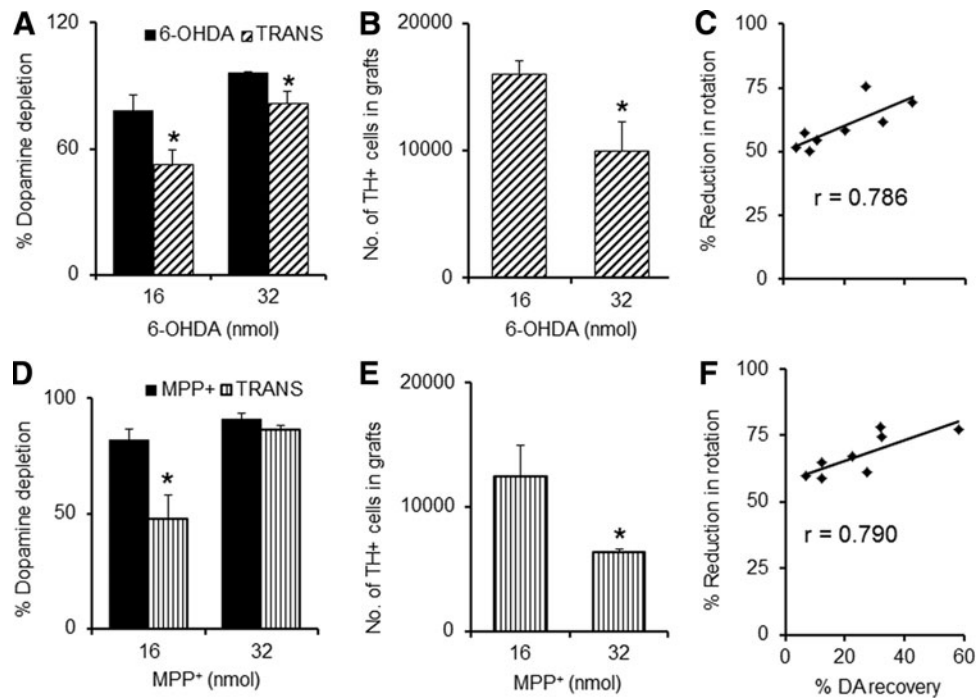 A
6-OHDA TRANS
% Dopamine depletion
120
60
0
*
*
16 32
6-OHDA (nmol)
B
No. of TH+ cells in grafts
20000
10000
0
*
16 32
6-OHDA (nmol)
C
% Reduction in rotation
100
75
50
25
0
r = 0.786
D
MPP+ TRANS
% Dopamine depletion
100
50
0
*
16 32
MPP⁺ (nmol)
E
No. of TH+ cells in grafts
20000
10000
0
*
16 32
MPP⁺ (nmol)
F
% Reduction in rotation
100
75
50
25
0
r = 0.790
0 20 40 60
% DA recovery